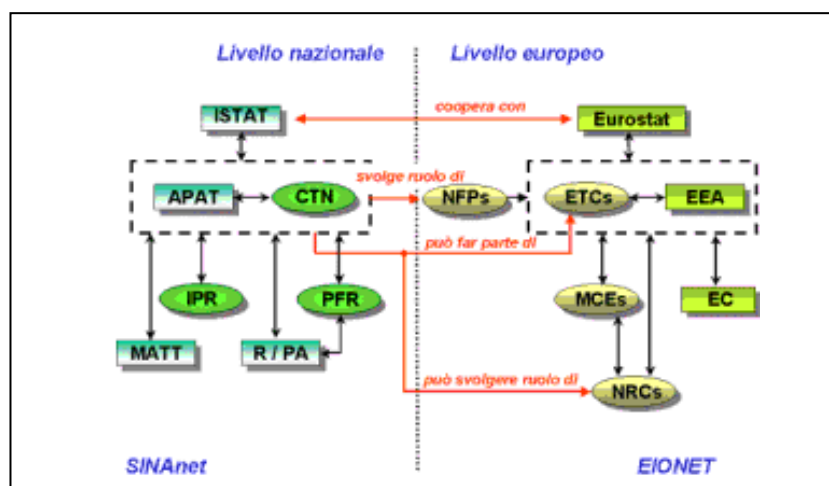 Livello nazionale
Livello europeo
ISTAT
coopera con
Eurostat
svolge ruolo di
APAT
CTN
NFPs
ETCs
EEA
può far parte di
IPR
PFR
MCEs
EC
MATT
R / PA
può svolgere ruolo di
NRCs
SINAnet
EIONET